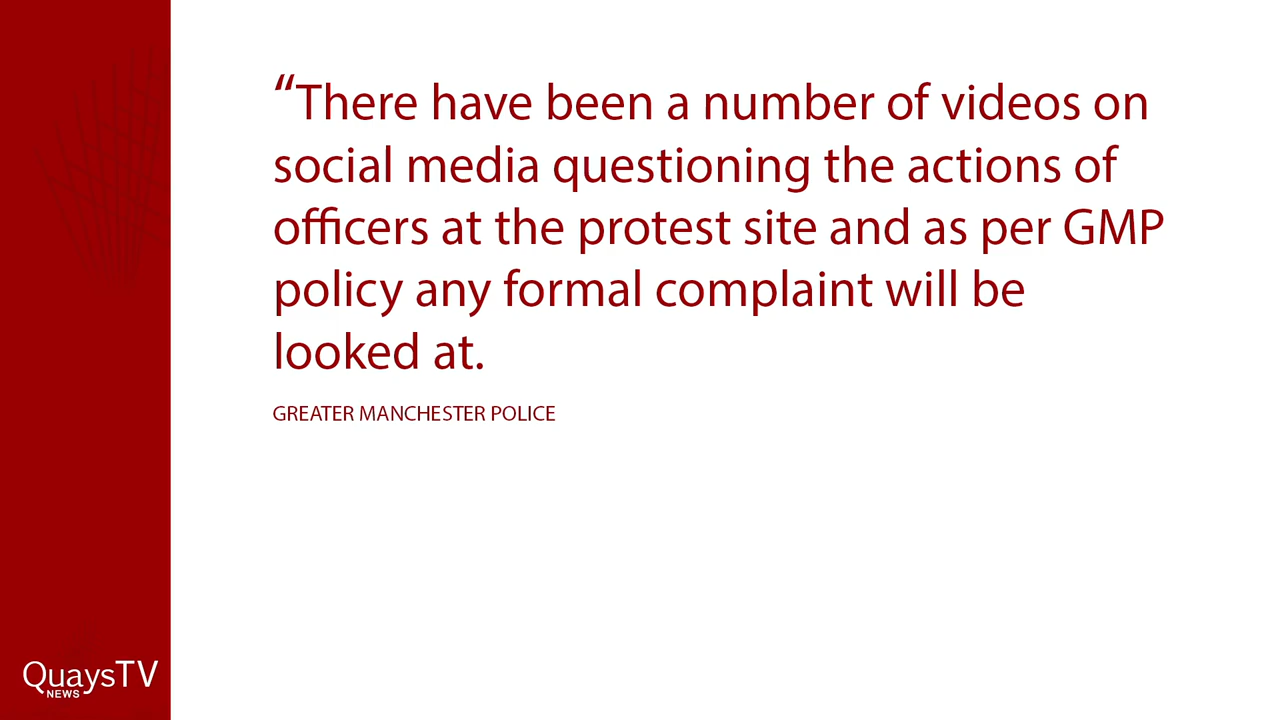 “There have been a number of videos on
social media questioning the actions of
officers at the protest site and as per GMP
policy any formal complaint will be
looked at.
GREATER MANCHESTER POLICE
QuaysTV
NEWS